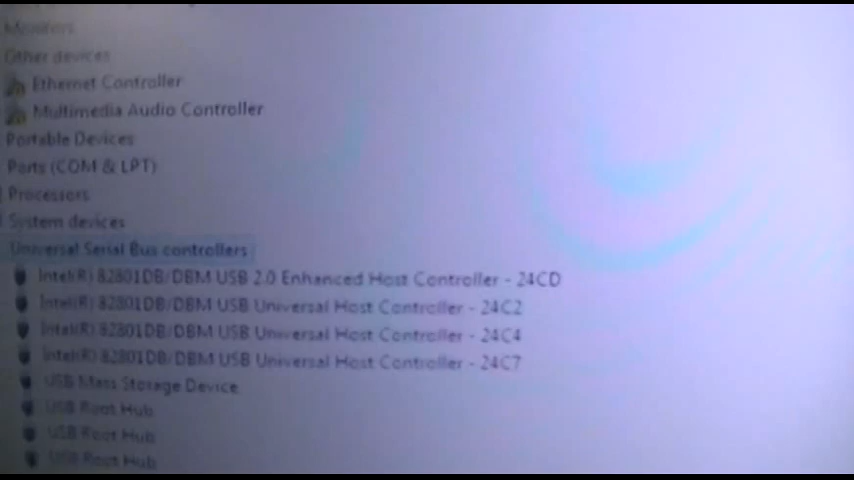 Monitors
Other devices
Ethernet Controller
Multimedia Audio Controller
Portable Devices
Ports (COM & LPT)
Processors
System devices
Universal Serial Bus controllers
Intel(R) 82801DB/DBM USB 2.0 Enhanced Host Controller - 24CD
Intel(R) 82801DB/DBM USB Universal Host Controller - 24C2
Intel(R) 82801DB/DBM USB Universal Host Controller - 24C4
Intel(R) 82801DB/DBM USB Universal Host Controller - 24C7
USB Mass Storage Device
USB Root Hub
USB Root Hub
USB Root Hub